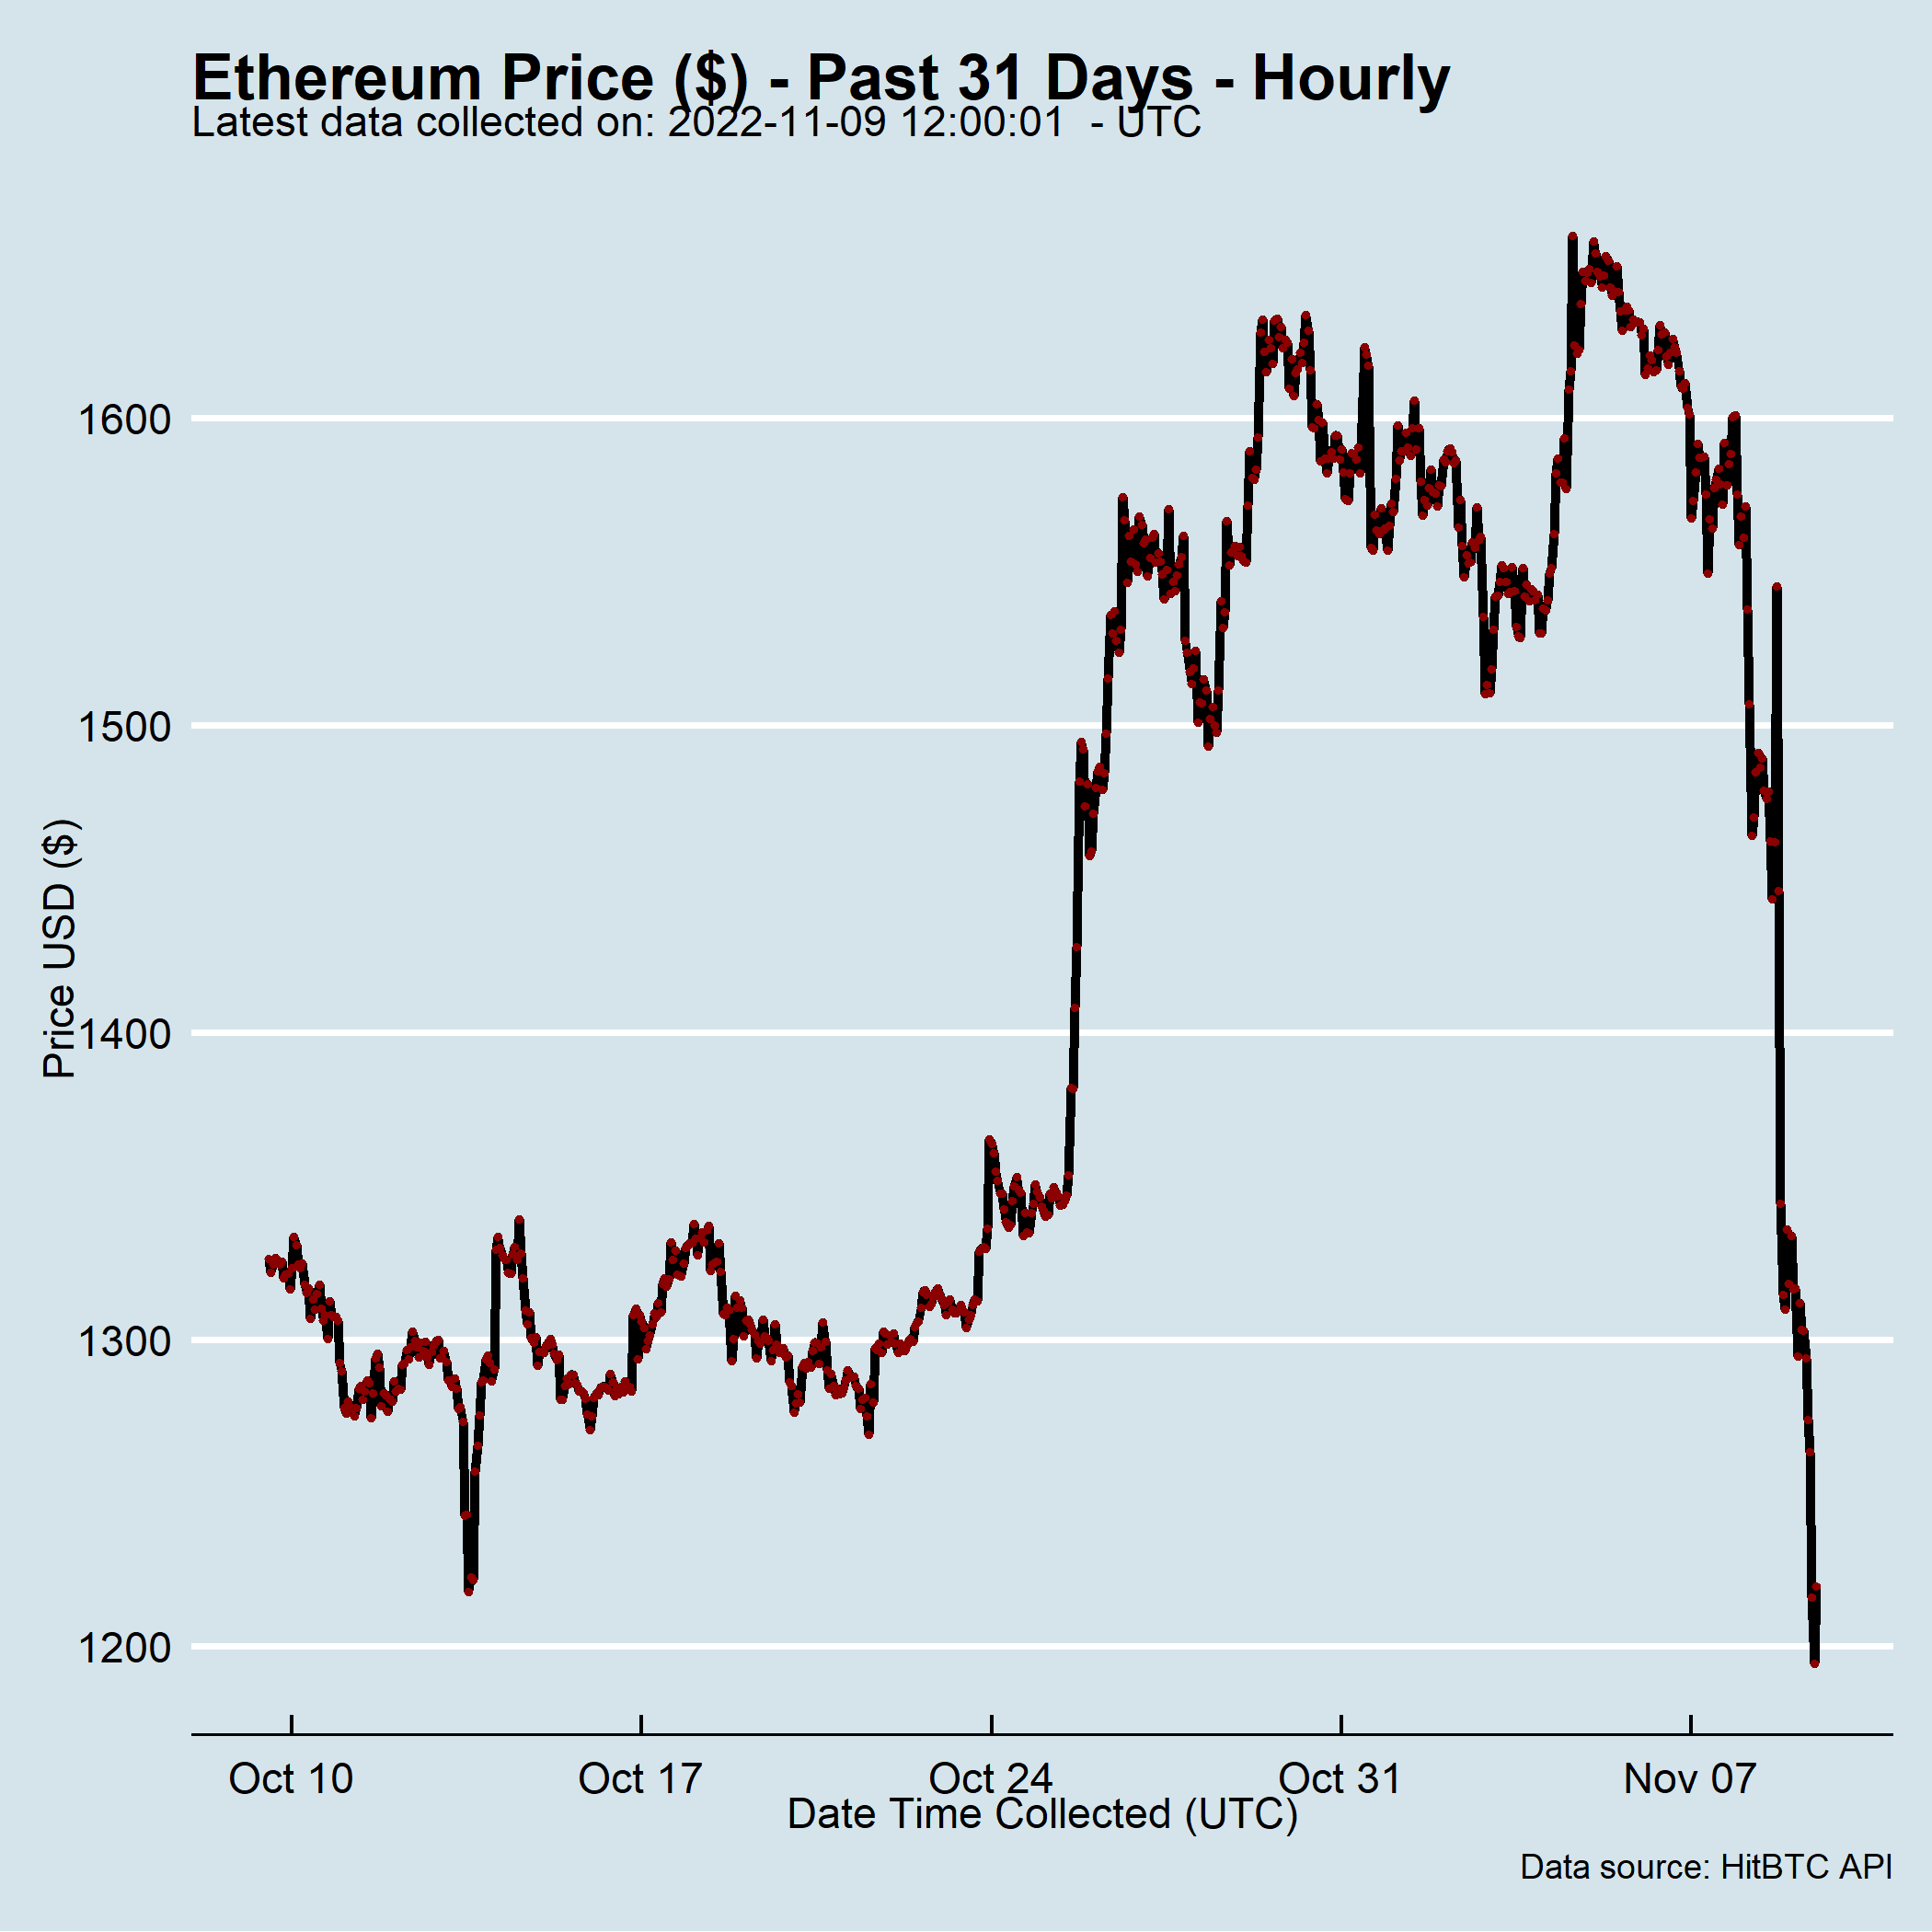 Ethereum Price ($) - Past 31 Days - Hourly
Latest data collected on: 2022-11-09 12:00:01  - UTC
Price USD ($)
1600
1500
1400
1300
1200
Oct 10
Oct 17
Oct 24
Oct 31
Nov 07
Date Time Collected (UTC)
Data source: HitBTC API